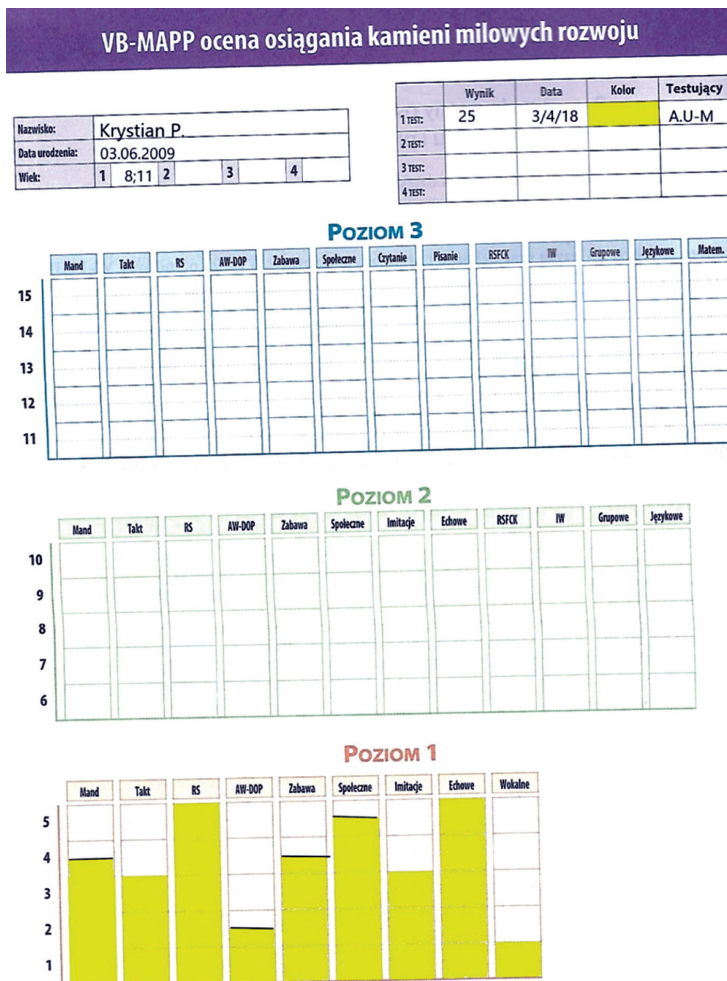 VB-MAPP ocena osiągania kamieni milowych rozwoju
Nazwisko: Krystian P.
Data urodzenia: 03.06.2009
Wiek: 1 8;11 2 3 4
Wynik Data Kolor Testujący
1 TEST: 25 3/4/18 A.U-M
2 TEST:
3 TEST:
4 TEST:
POZIOM 3
Mand Takt RS AW-DOP Zabawa Społeczne Czytanie Pisanie RSFCK IW Grupowe Językowe Matem.
15
14
13
12
11
POZIOM 2
Mand Takt RS AW-DOP Zabawa Społeczne Imitacje Echowe RSFCK IW Grupowe Językowe
10
9
8
7
6
POZIOM 1
Mand Takt RS AW-DOP Zabawa Społeczne Imitacje Echowe Wokalne
5
4
3
2
1